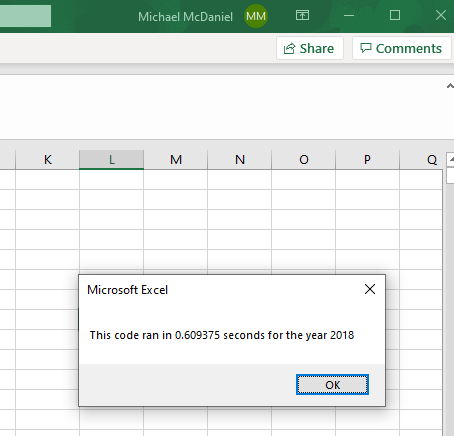 Michael McDaniel MM
Share Comments
K L M N O P Q
Microsoft Excel
This code ran in 0.609375 seconds for the year 2018
OK